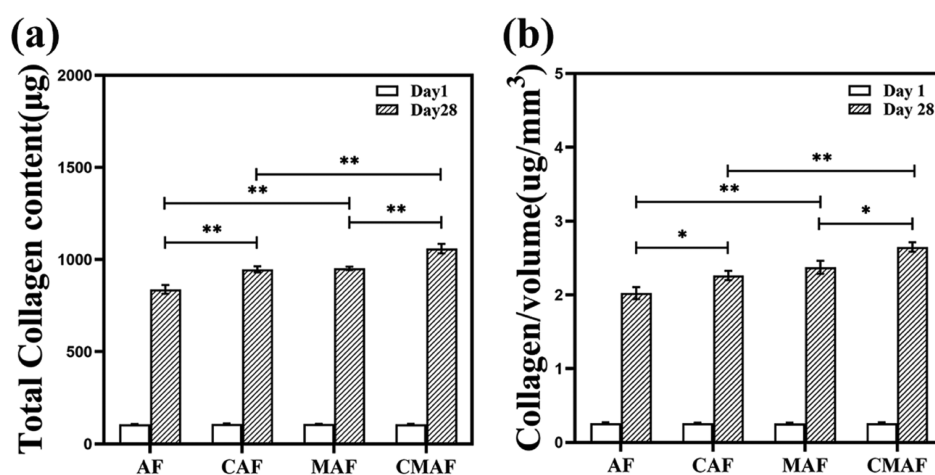 (a)
Total Collagen content(μg)
2000
1500
1000
500
0
Day1
Day28
**
**
**
**
AF
CAF
MAF
CMAF
(b)
Collagen/volume(ug/mm³)
5
4
3
2
1
0
Day 1
Day 28
**
**
*
*
AF
CAF
MAF
CMAF